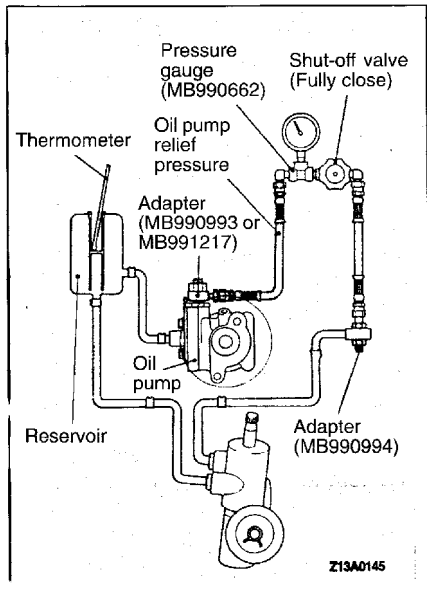 Pressure
gauge
(MB990662)
Shut-off valve
(Fully close)
Thermometer
Oil pump
relief
pressure
Adapter
(MB990993 or
MB991217)
Oil
pump
Reservoir
Adapter
(MB990994)
Z13A0145